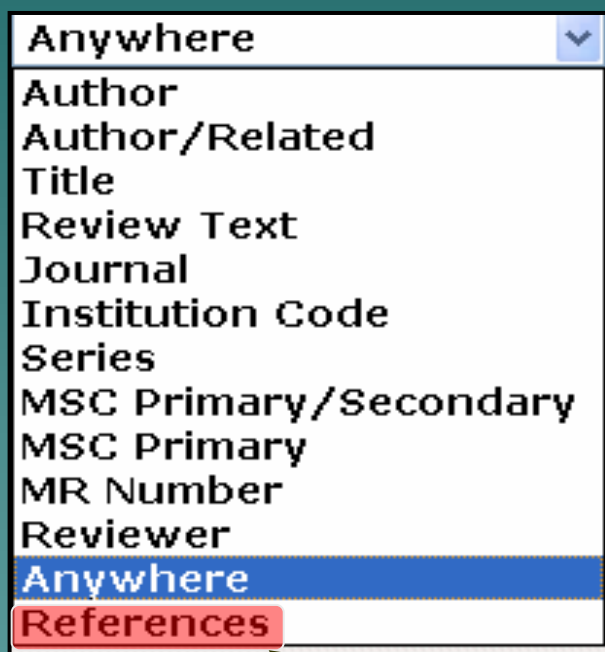 Anywhere
Author
Author/Related
Title
Review Text
Journal
Institution Code
Series
MSC Primary/Secondary
MSC Primary
MR Number
Reviewer
Anywhere
References